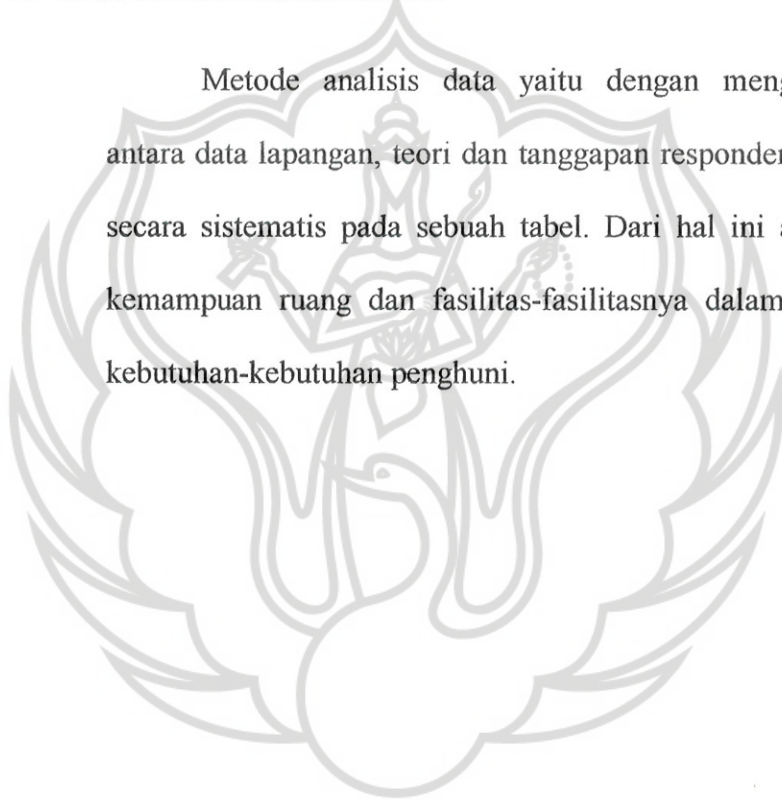 Metode analisis data yaitu dengan
antara data lapangan, teori dan tanggapan
secara sistematis pada sebuah tabel. Dari hal ini
kemampuan ruang dan fasilitas-fasilitasnya dalam
kebutuhan-kebutuhan penghuni.